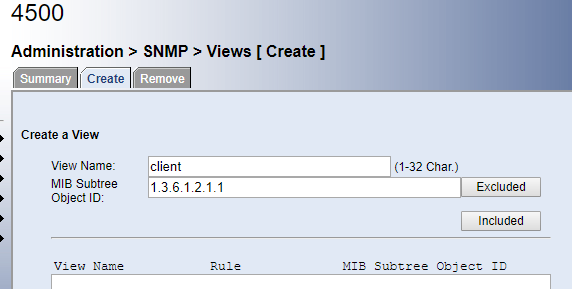 4500
Administration > SNMP > Views [ Create ]
Summary Create Remove
Create a View
View Name: client (1-32 Char.)
MIB Subtree Object ID: 1.3.6.1.2.1.1 Excluded
Included
View Name Rule MIB Subtree Object ID